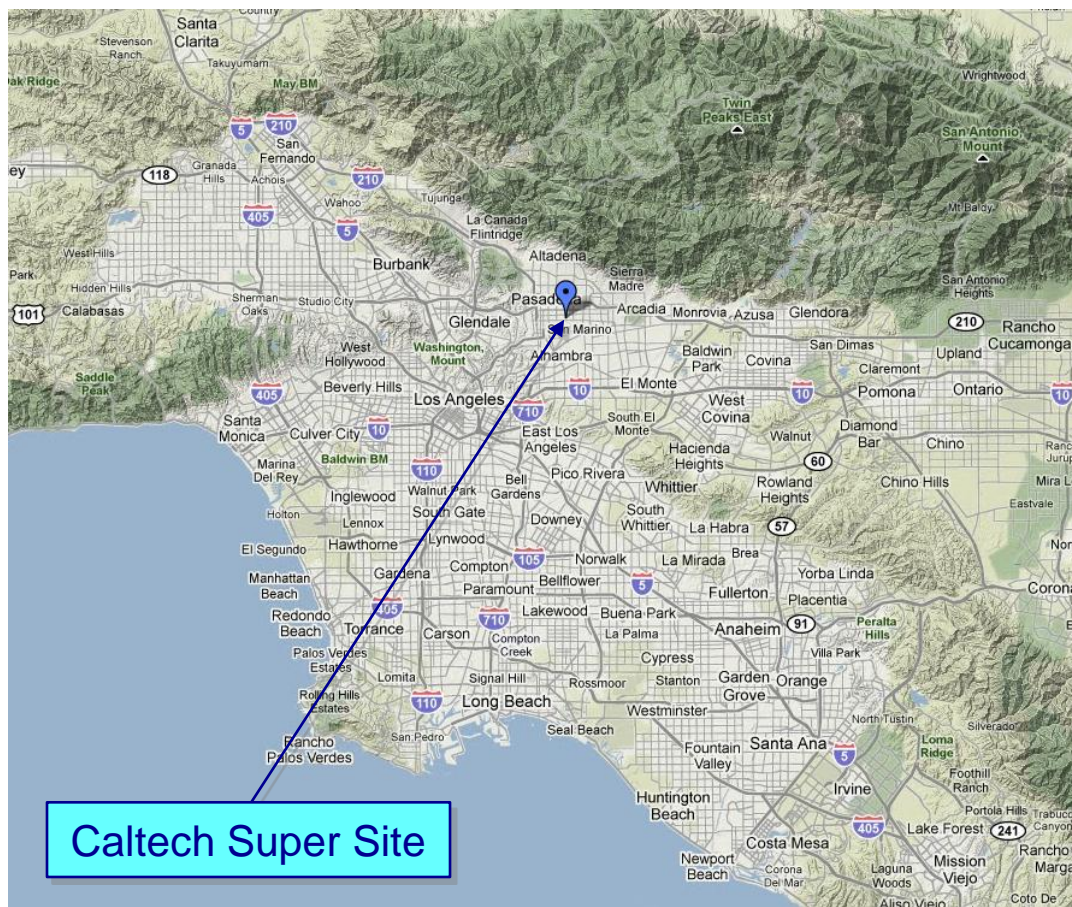 Country
Santa
Clarita
Stevenson
Ranch
Takuyumam
Oak Ridge
May BM
Wrightwood
Twin
Peaks East
San Antonio
Mount
5
210
San
Fernando
118
Granada
Hills
Achois
210
Wahoo
Tujunga
405
5
La Canada
Flintridge
Mt Baldy
West Hills
Burbank
Altadena
Sierra
Madre
Park
Hidden Hills
San Antonio
Heights
101
Calabasas
Sherman
Oaks
Studio City
Pasadena
Arcadia
Monrovia
Azusa
Glendora
210
Rancho
Cucamonga
Glendale
San Marino
West
Hollywood
Washington,
Mount
Alhambra
Baldwin
Park
Covina
San Dimas
Upland
Claremont
Saddle
Peak
Beverly Hills
405
10
El Monte
10
Pomona
Ontario
10
Los Angeles
710
West
Covina
Santa
Monica
Culver City
10
East Los
Angeles
South El
Monte
Walnut
Diamond
Bar
Chino
Baldwin BM
Hacienda
Heights
60
Marina
Del Rey
110
Pico Rivera
Rowland
Heights
Chino Hills
Mira L
Inglewood
Walnut Park
Bell
Gardens
Whittier
Eastvale
Holton
Lennox
South Gate
Downey
South
Whittier
La Habra
57
El Segundo
Hawthorne
Lynwood
105
Norwalk
La Mirada
Brea
Nor
Manhattan
Beach
Gardena
Compton
Bellflower
5
Fullerton
Yorba Linda
Corona
Paramount
Placentia
Redondo
Beach
405
710
Lakewood
Buena Park
Anaheim
91
Peralta
Hills
Torrance
Carson
Compton
Creek
La Palma
Villa Park
Palos Verdes
Estates
Cypress
Lomita
Signal Hill
Rossmoor
Stanton
Garden
Grove
Orange
Rolling Hills
Estates
110
Long Beach
Westminster
North Tustin
Silverado
Rancho
Palos Verdes
San Pedro
Seal Beach
Fountain
Valley
Santa Ana
5
Loma
Ridge
Foothill
Ranch
Irvine
Huntington
Beach
Portola Hills
Trabuco
Canyon
Caltech Super Site
405
Lake Forest
241
Costa Mesa
Rancho
Marga
Newport
Beach
Corona
Del Mar
Laguna
Woods
Mission
Viejo
Aliso Viejo
Coto De